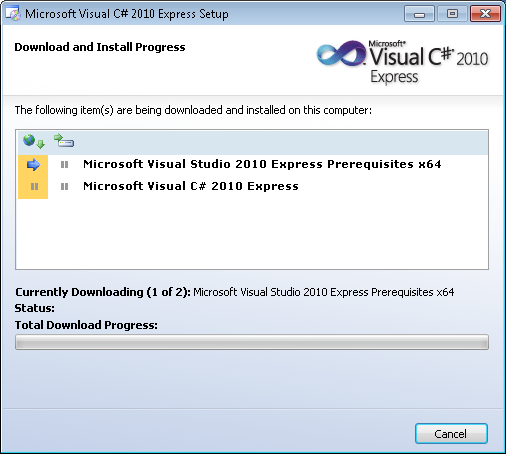 Microsoft Visual C# 2010 Express Setup
Download and Install Progress
Microsoft®
Visual C#® 2010
Express
The following item(s) are being downloaded and installed on this computer:
Microsoft Visual Studio 2010 Express Prerequisites x64
Microsoft Visual C# 2010 Express
Currently Downloading (1 of 2): Microsoft Visual Studio 2010 Express Prerequisites x64
Status:
Total Download Progress:
Cancel